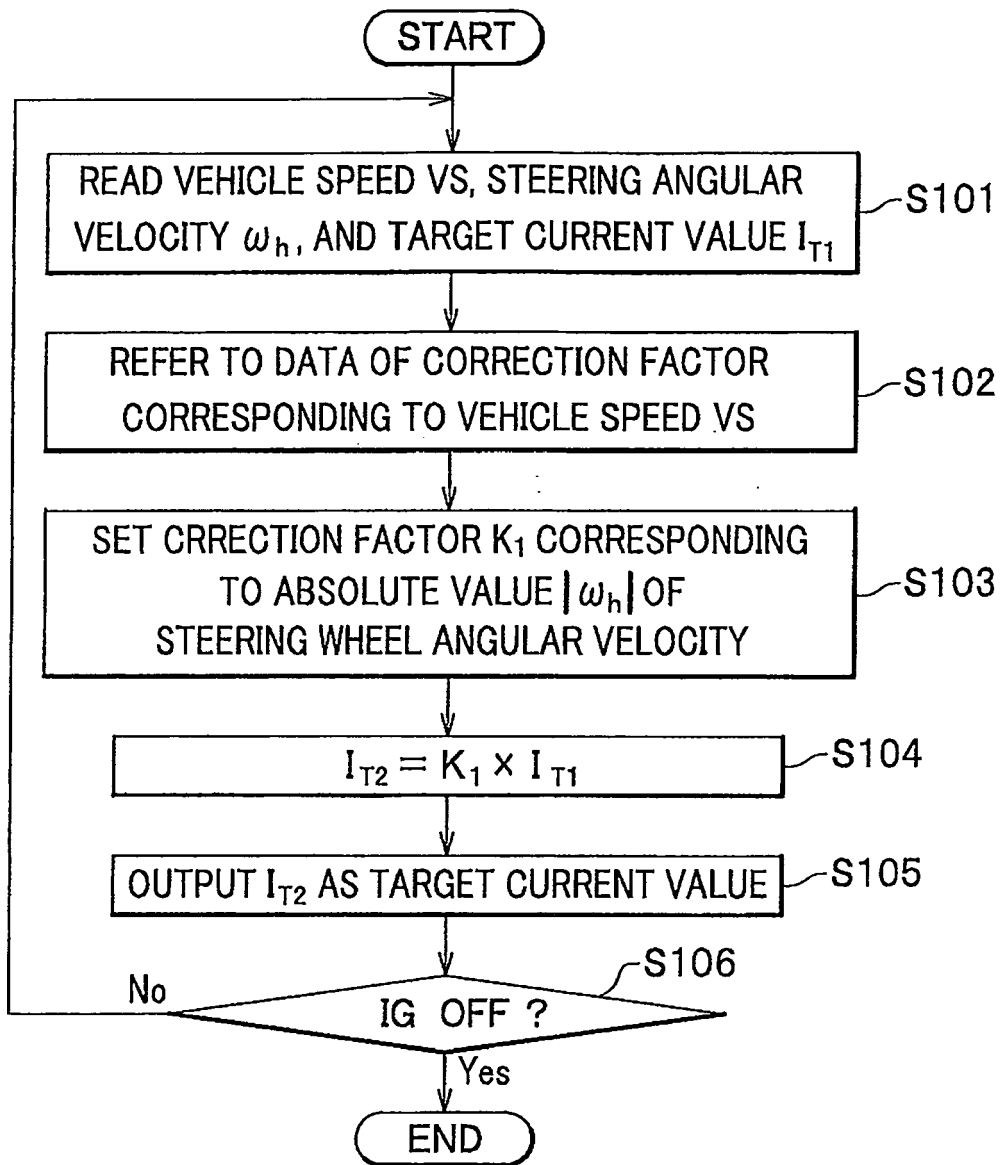 START
READ VEHICLE SPEED VS, STEERING ANGULAR
VELOCITY ωh, AND TARGET CURRENT VALUE IT1
S101
REFER TO DATA OF CORRECTION FACTOR
CORRESPONDING TO VEHICLE SPEED VS
S102
SET CRRECTION FACTOR K1 CORRESPONDING
TO ABSOLUTE VALUE |ωh| OF
STEERING WHEEL ANGULAR VELOCITY
S103
IT2 = K1 × IT1
S104
OUTPUT IT2 AS TARGET CURRENT VALUE
S105
S106
No
IG OFF ?
Yes
END